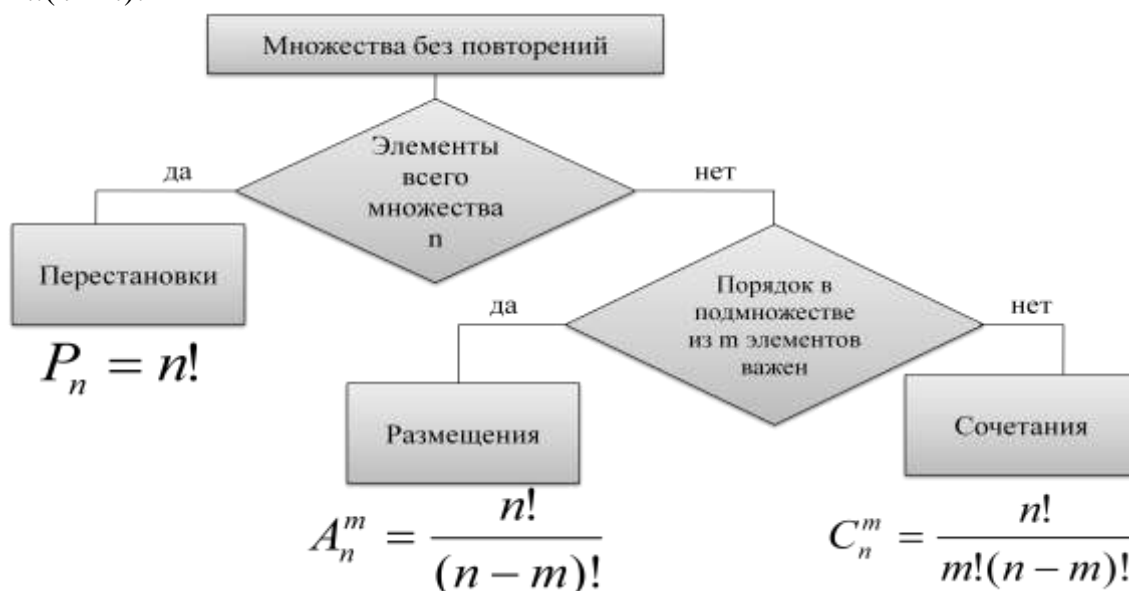 Множества без повторений
Элементы
всего
множества
n
да
нет
Перестановки
P_n = n!
Порядок в
подмножестве
из m элементов
важен
да
нет
Размещения
A_n^m = n! / (n − m)!
Сочетания
C_n^m = n! / m!(n − m)!